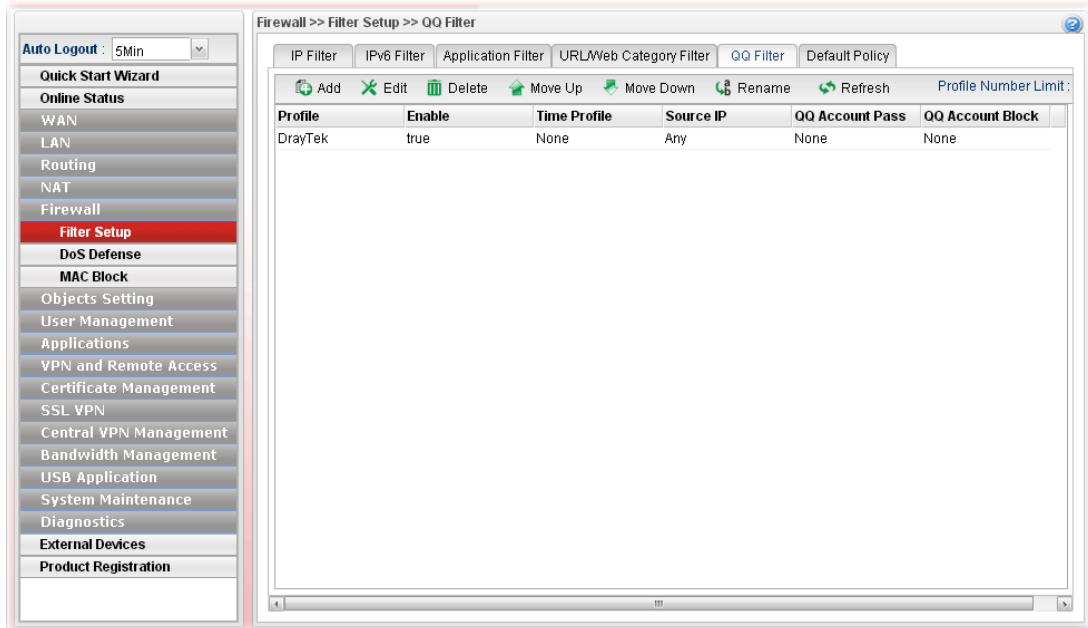 Firewall >> Filter Setup >> QQ Filter
Auto Logout : 5Min
Quick Start Wizard
Online Status
WAN
LAN
Routing
NAT
Firewall
Filter Setup
DoS Defense
MAC Block
Objects Setting
User Management
Applications
VPN and Remote Access
Certificate Management
SSL VPN
Central VPN Management
Bandwidth Management
USB Application
System Maintenance
Diagnostics
External Devices
Product Registration
IP Filter IPv6 Filter Application Filter URL/Web Category Filter QQ Filter Default Policy
Add Edit Delete Move Up Move Down Rename Refresh Profile Number Limit :
Profile Enable Time Profile Source IP QQ Account Pass QQ Account Block
DrayTek true None Any None None